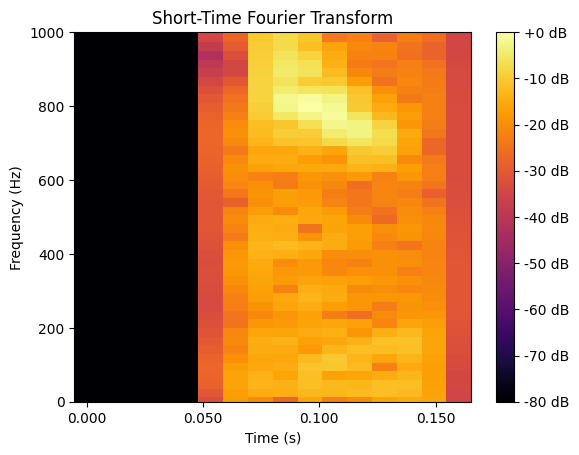 Short-Time Fourier Transform
Frequency (Hz)
1000
800
600
400
200
0
0.000
0.050
0.100
0.150
Time (s)
+0 dB
-10 dB
-20 dB
-30 dB
-40 dB
-50 dB
-60 dB
-70 dB
-80 dB